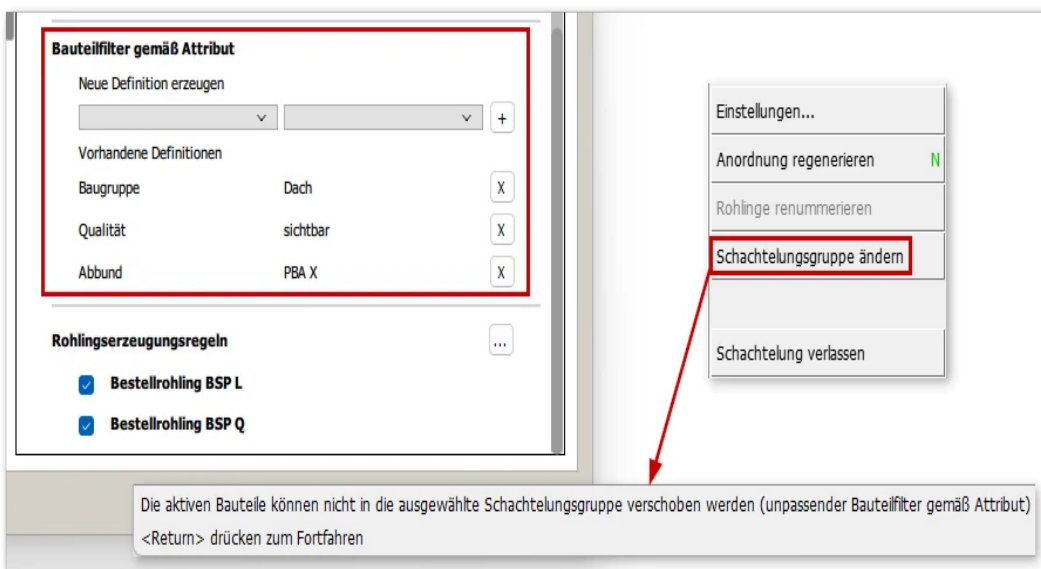 Bauteilfilter gemäß Attribut
Neue Definition erzeugen
+
Vorhandene Definitionen
Baugruppe Dach X
Qualität sichtbar X
Abbund PBA X X
Rohlingserzeugungsregeln ...
Bestellrohling BSP L
Bestellrohling BSP Q
Einstellungen...
Anordnung regenerieren N
Rohlinge renummerieren
Schachtelungsgruppe ändern
Schachtelung verlassen
Die aktiven Bauteile können nicht in die ausgewählte Schachtelungsgruppe verschoben werden (unpassender Bauteilfilter gemäß Attribut)
<Return> drücken zum Fortfahren